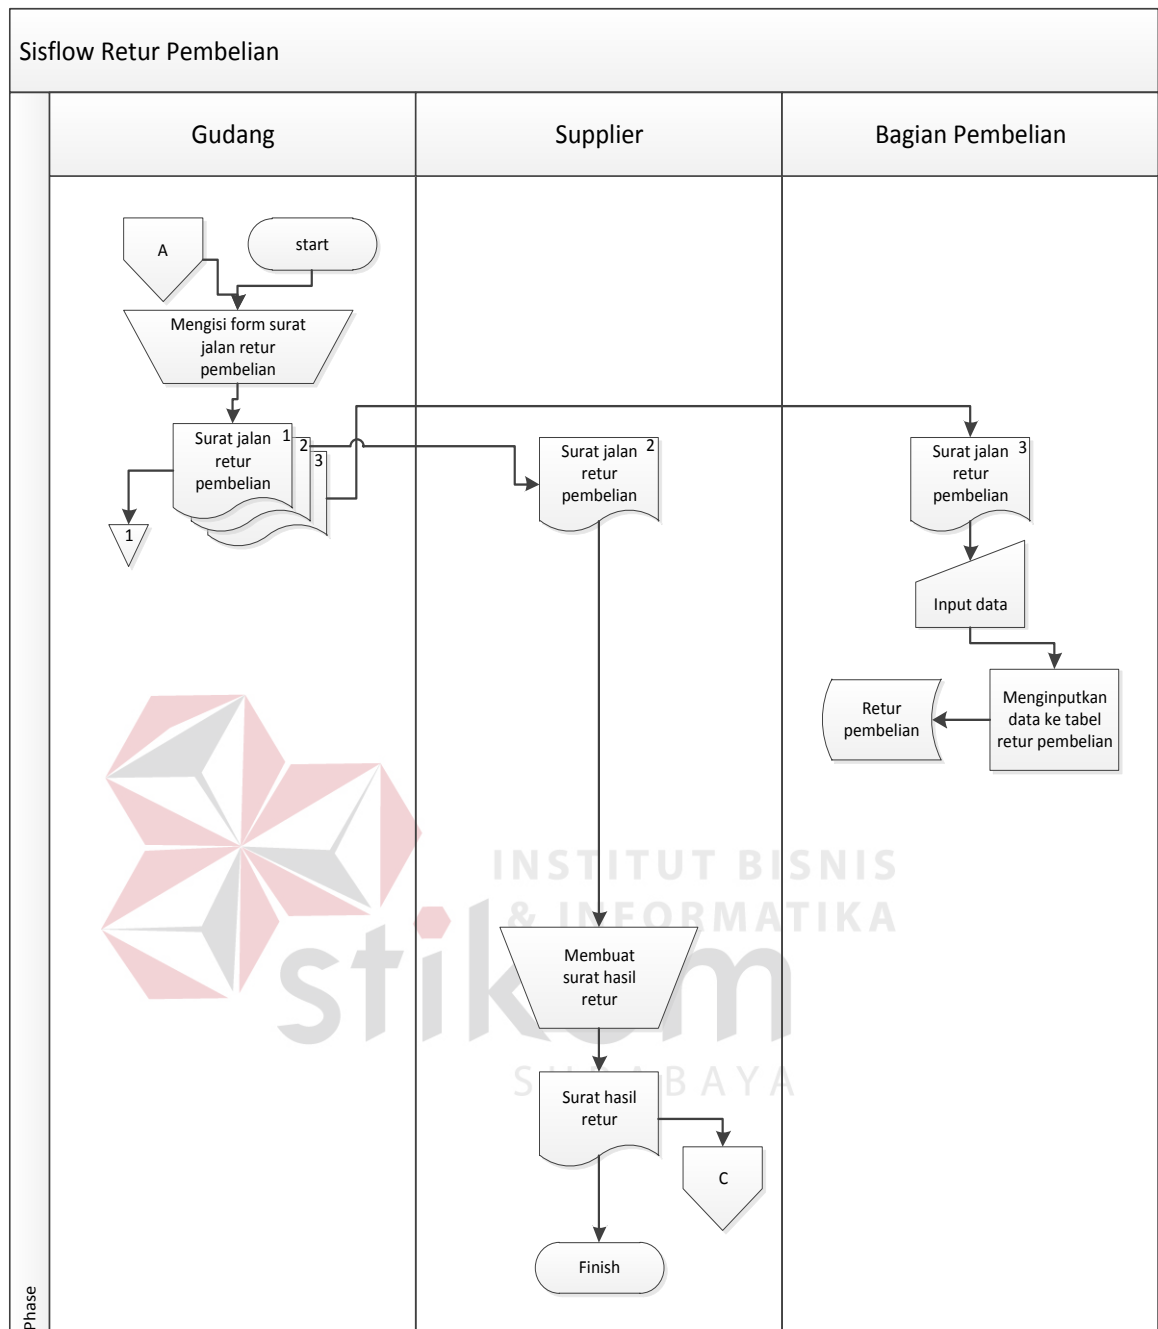 Sisflow Retur Pembelian
Gudang
Supplier
Bagian Pembelian
A
start
Mengisi form surat
jalan retur
pembelian
Surat jalan
retur
pembelian
1
2
3
1
Surat jalan
retur
pembelian
2
Surat jalan
retur
pembelian
3
Input data
Menginputkan
data ke tabel
retur pembelian
Retur
pembelian
INSTITUT BISNIS
& INFORMATIKA
stikom
SURABAYA
Membuat
surat hasil
retur
Surat hasil
retur
C
Finish
Phase